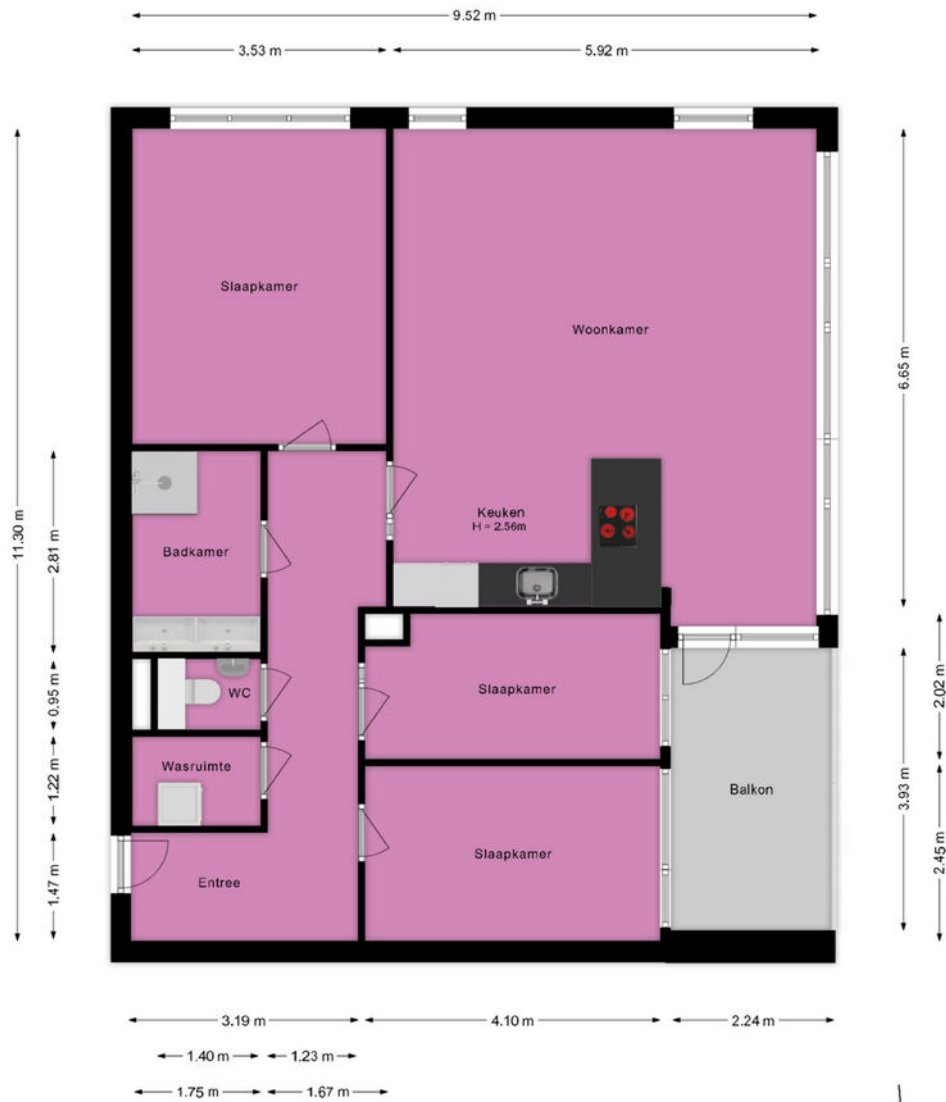 9.52 m
3.53 m
5.92 m
Slaapkamer
Woonkamer
6.65 m
11.30 m
2.81 m
Keuken
H = 2.56m
Badkamer
0.95 m
WC
Slaapkamer
2.02 m
1.22 m
Wasruimte
3.93 m
Balkon
Slaapkamer
2.45 m
1.47 m
Entree
3.19 m
4.10 m
2.24 m
1.40 m
1.23 m
1.75 m
1.67 m